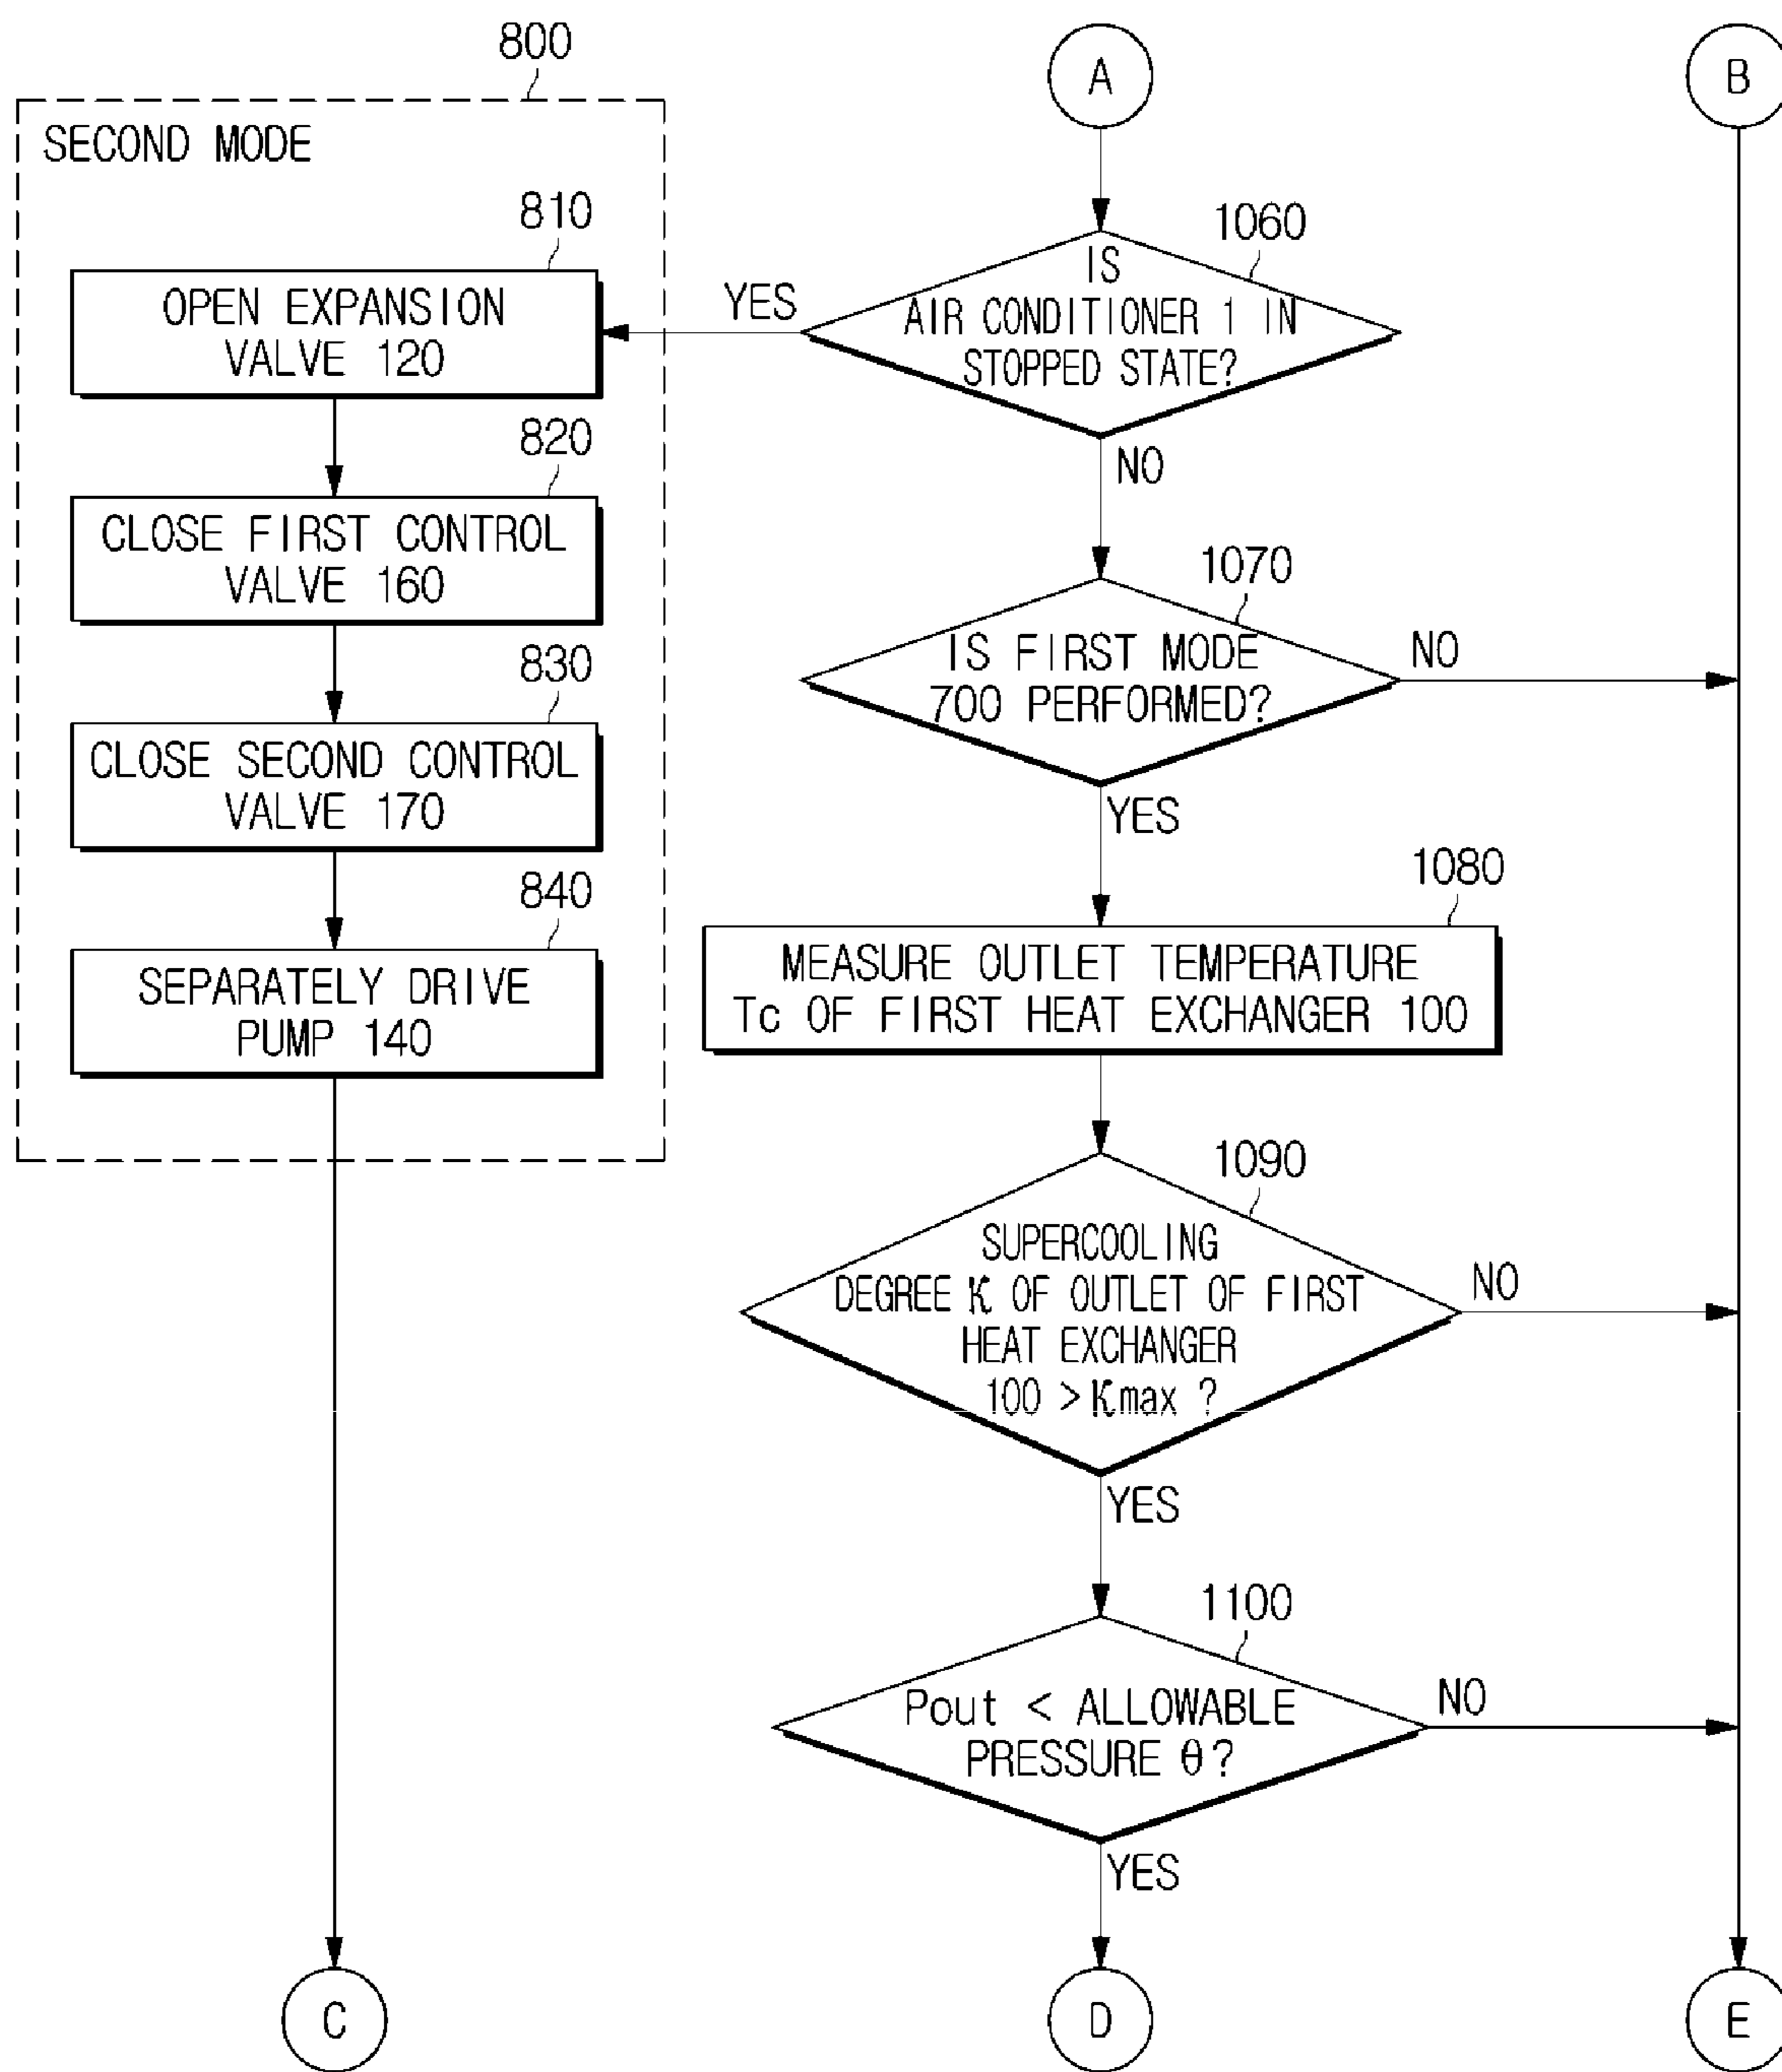 800
A
B
SECOND MODE
810
OPEN EXPANSION
VALVE 120
820
CLOSE FIRST CONTROL
VALVE 160
830
CLOSE SECOND CONTROL
VALVE 170
840
SEPARATELY DRIVE
PUMP 140
C
1060
IS
AIR CONDITIONER 1 IN
STOPPED STATE?
YES
NO
1070
IS FIRST MODE
700 PERFORMED?
NO
YES
1080
MEASURE OUTLET TEMPERATURE
Tc OF FIRST HEAT EXCHANGER 100
1090
SUPERCOOLING
DEGREE κ OF OUTLET OF FIRST
HEAT EXCHANGER
100 > κmax ?
NO
YES
1100
Pout < ALLOWABLE
PRESSURE θ?
NO
YES
D
E